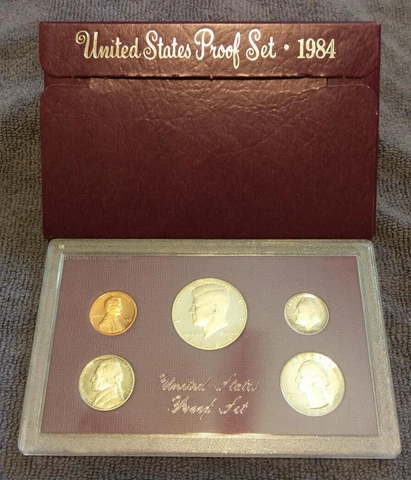 United States Proof Set · 1984
United States
Proof Set